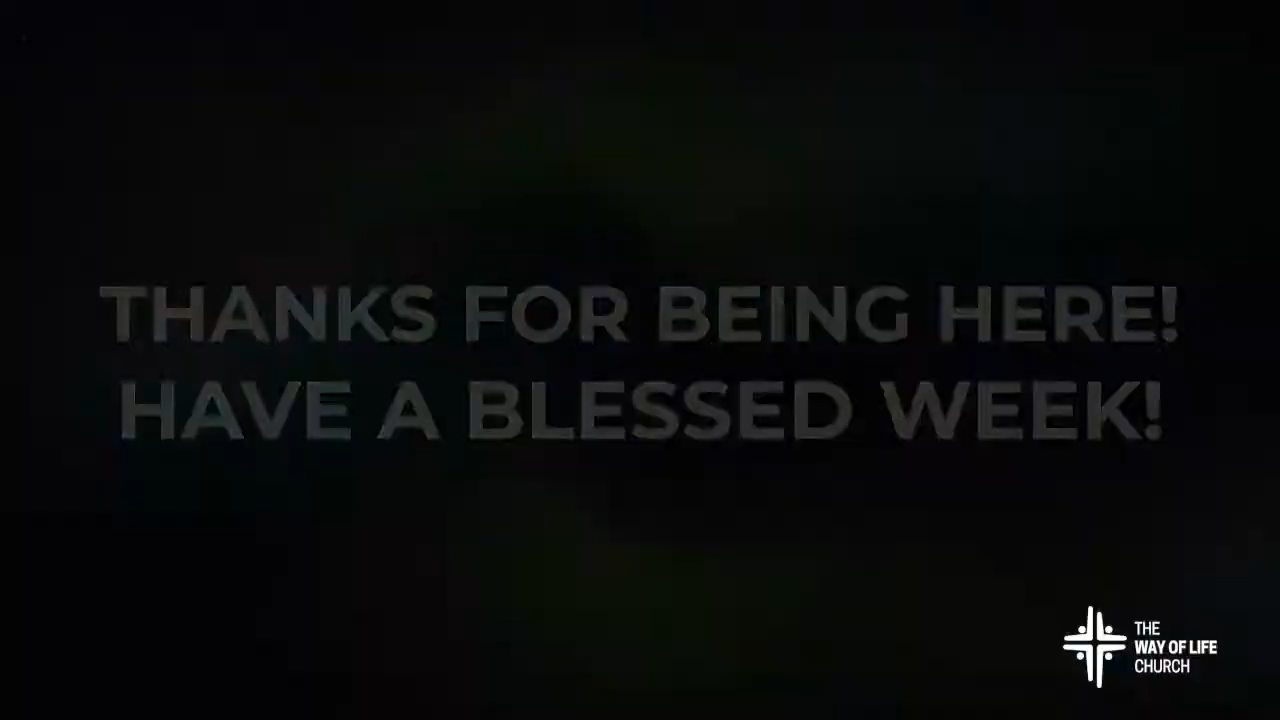 THANKS FOR BEING HERE!
HAVE A BLESSED WEEK!
THE
WAY OF LIFE
CHURCH